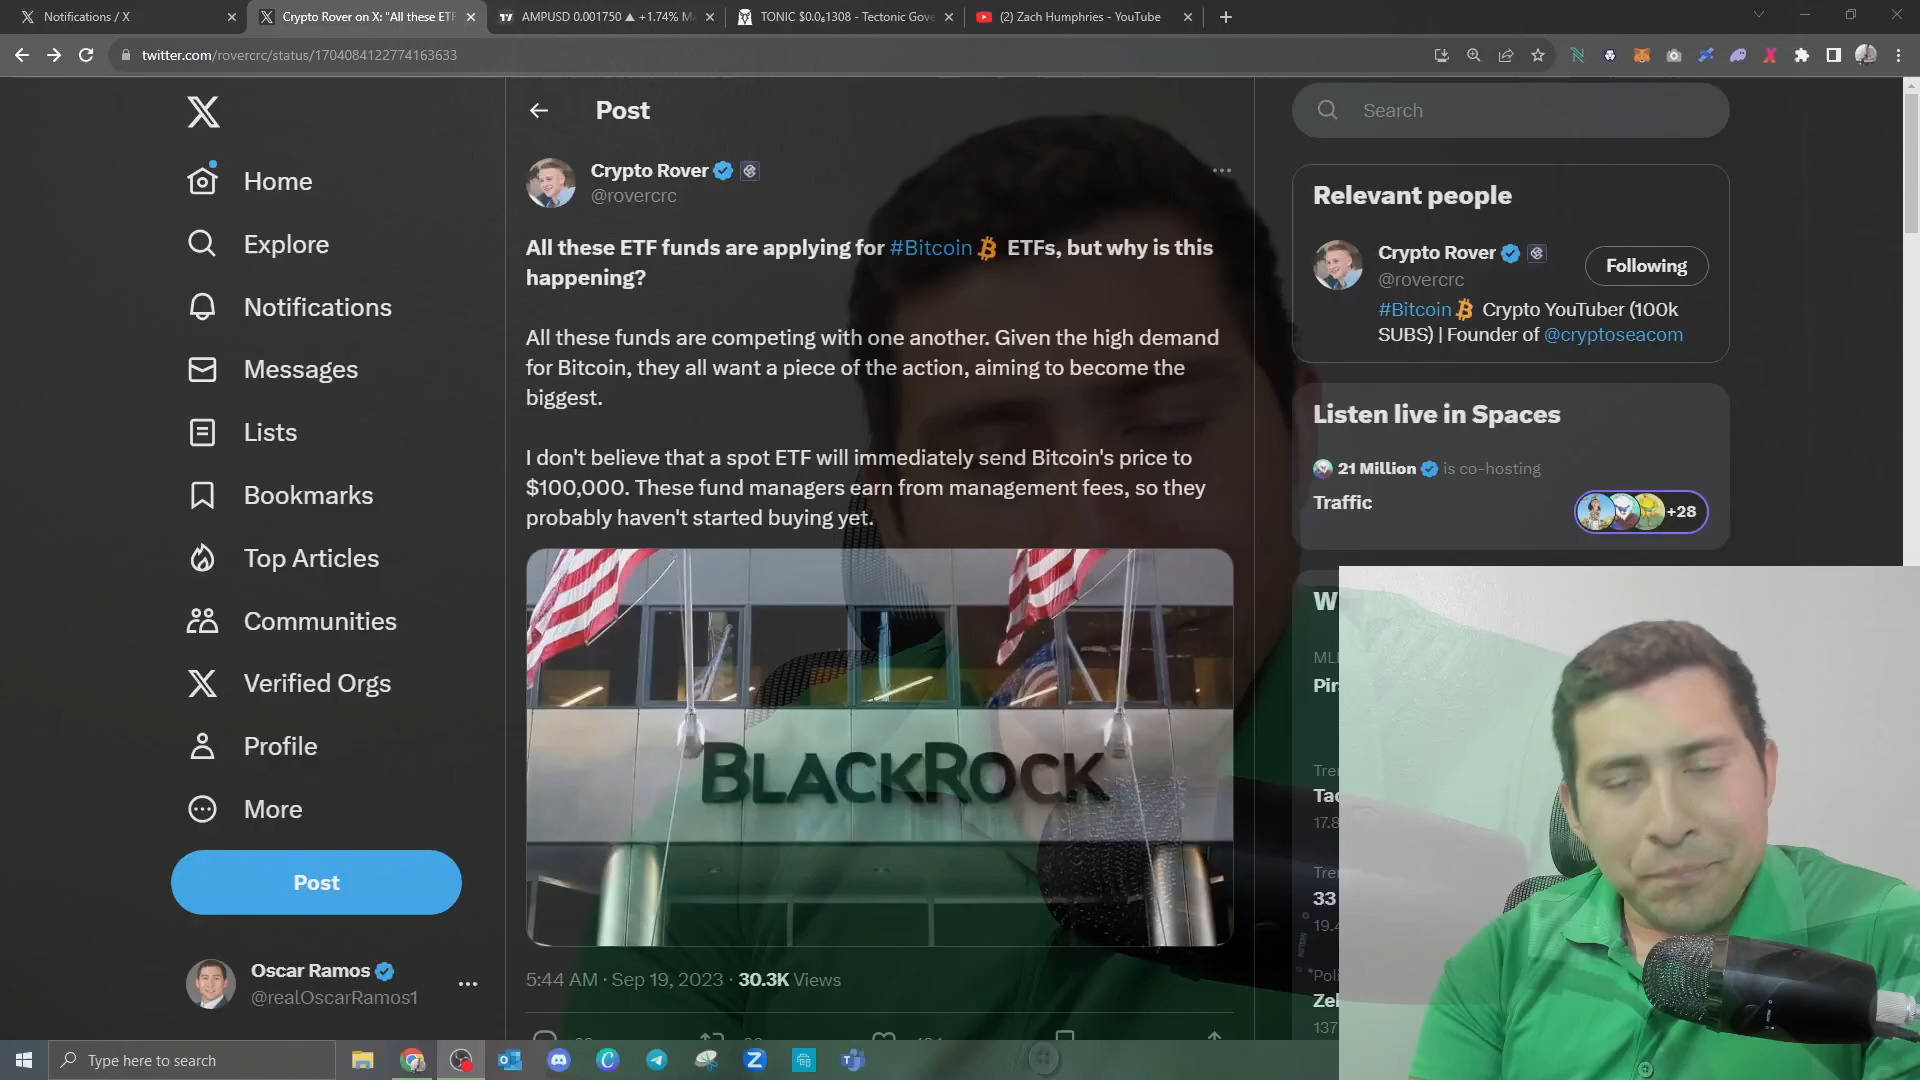 Notifications / X
Crypto Rover on X: "All these ETF
AMPUSD 0.001750 ▲ +1.74%
TONIC $0.0₆1308 - Tectonic Gove
(2) Zach Humphries - YouTube
twitter.com/rovercrc/status/1704084122774163633
Home
Explore
Notifications
Messages
Lists
Bookmarks
Top Articles
Communities
Verified Orgs
Profile
More
Post
Oscar Ramos
@realOscarRamos1
Post
Crypto Rover
@rovercrc
All these ETF funds are applying for #Bitcoin ETFs, but why is this
happening?
All these funds are competing with one another. Given the high demand
for Bitcoin, they all want a piece of the action, aiming to become the
biggest.
I don't believe that a spot ETF will immediately send Bitcoin's price to
$100,000. These fund managers earn from management fees, so they
probably haven't started buying yet.
BLACKROCK
5:44 AM · Sep 19, 2023 · 30.3K Views
Search
Relevant people
Crypto Rover
@rovercrc
Following
#Bitcoin Crypto YouTuber (100k
SUBS) | Founder of @cryptoseacom
Listen live in Spaces
21 Million is co-hosting
Traffic
+28
W
Type here to search